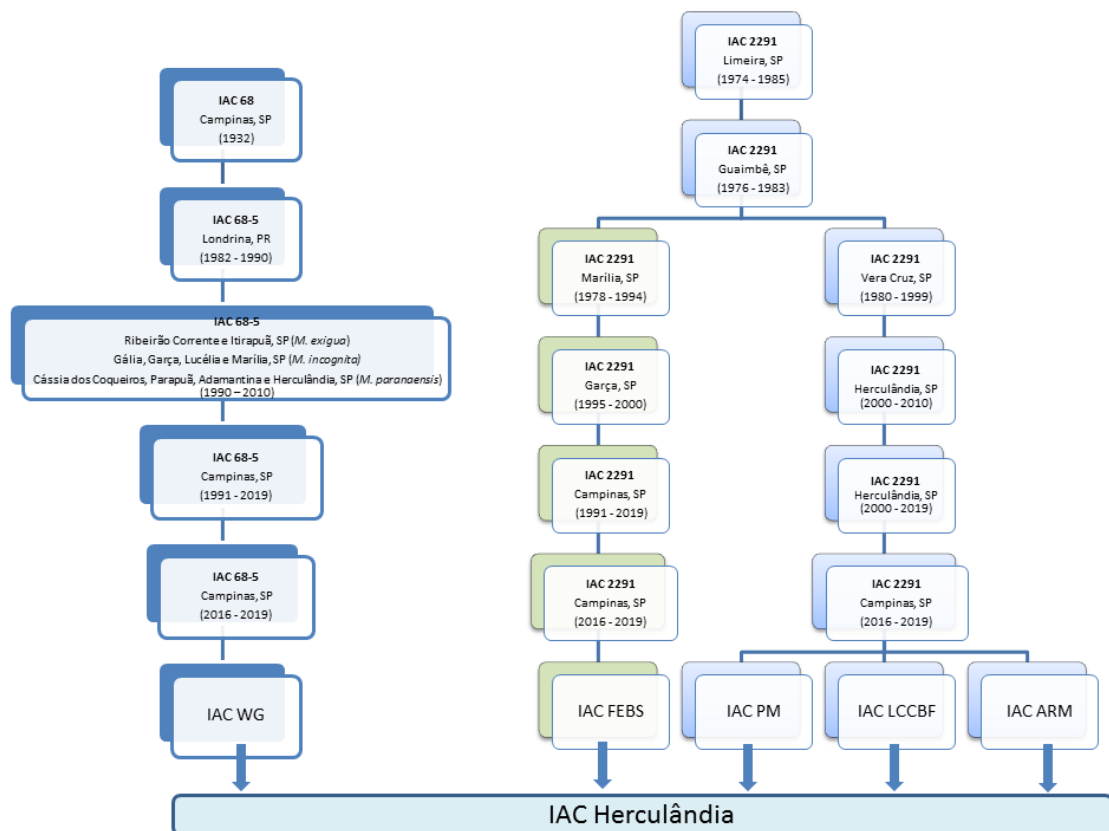 IAC 68
Campinas, SP
(1932)
IAC 68-5
Londrina, PR
(1982 - 1990)
IAC 68-5
Ribeirão Corrente e Itirapuã, SP (M. exigua)
Gália, Garça, Lucélia e Marília, SP (M. incognita)
Cássia dos Coqueiros, Parapuã, Adamantina e Herculândia, SP (M. paranaensis)
(1990 – 2010)
IAC 68-5
Campinas, SP
(1991 - 2019)
IAC 68-5
Campinas, SP
(2016 - 2019)
IAC WG
IAC 2291
Limeira, SP
(1974 - 1985)
IAC 2291
Guaimbê, SP
(1976 - 1983)
IAC 2291
Marília, SP
(1978 - 1994)
IAC 2291
Garça, SP
(1995 - 2000)
IAC 2291
Campinas, SP
(1991 - 2019)
IAC 2291
Campinas, SP
(2016 - 2019)
IAC FEBS
IAC 2291
Vera Cruz, SP
(1980 - 1999)
IAC 2291
Herculândia, SP
(2000 - 2010)
IAC 2291
Herculândia, SP
(2000 - 2019)
IAC 2291
Campinas, SP
(2016 - 2019)
IAC PM
IAC LCCBF
IAC ARM
IAC Herculândia